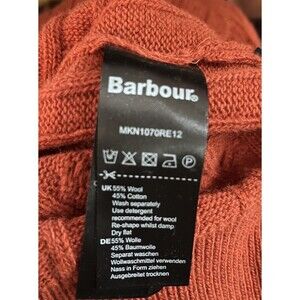 Barbour®
MKN1070RE12
UK 55% Wool
45% Cotton
Wash separately
Use detergent
recommended for wool
Re-shape whilst damp
Dry flat
DE 55% Wolle
45% Baumwolle
Separat waschen
Wollwaschmittel verwenden
Nass in Form ziehen
Ausgebreitet trocknen